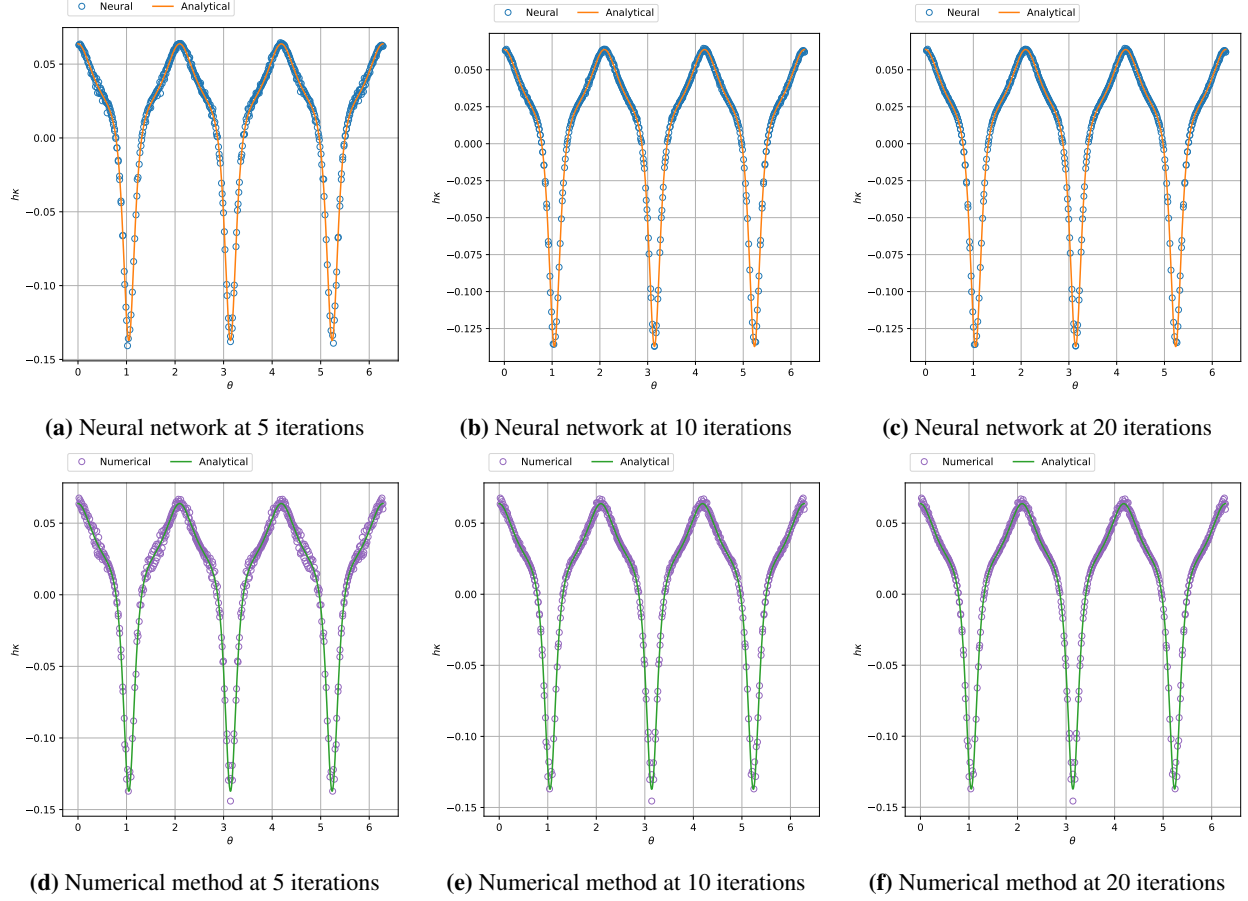 Neural Analytical
Neural Analytical
Neural Analytical
0.05
0.00
−0.05
−0.10
−0.15
hκ
0 1 2 3 4 5 6
θ
0.050
0.025
0.000
−0.025
−0.050
−0.075
−0.100
−0.125
hκ
0 1 2 3 4 5 6
θ
0.050
0.025
0.000
−0.025
−0.050
−0.075
−0.100
−0.125
hκ
0 1 2 3 4 5 6
θ
(a) Neural network at 5 iterations
(b) Neural network at 10 iterations
(c) Neural network at 20 iterations
Numerical Analytical
Numerical Analytical
Numerical Analytical
0.05
0.00
−0.05
−0.10
−0.15
hκ
0 1 2 3 4 5 6
θ
0.05
0.00
−0.05
−0.10
−0.15
hκ
0 1 2 3 4 5 6
θ
0.05
0.00
−0.05
−0.10
−0.15
hκ
0 1 2 3 4 5 6
θ
(d) Numerical method at 5 iterations
(e) Numerical method at 10 iterations
(f) Numerical method at 20 iterations